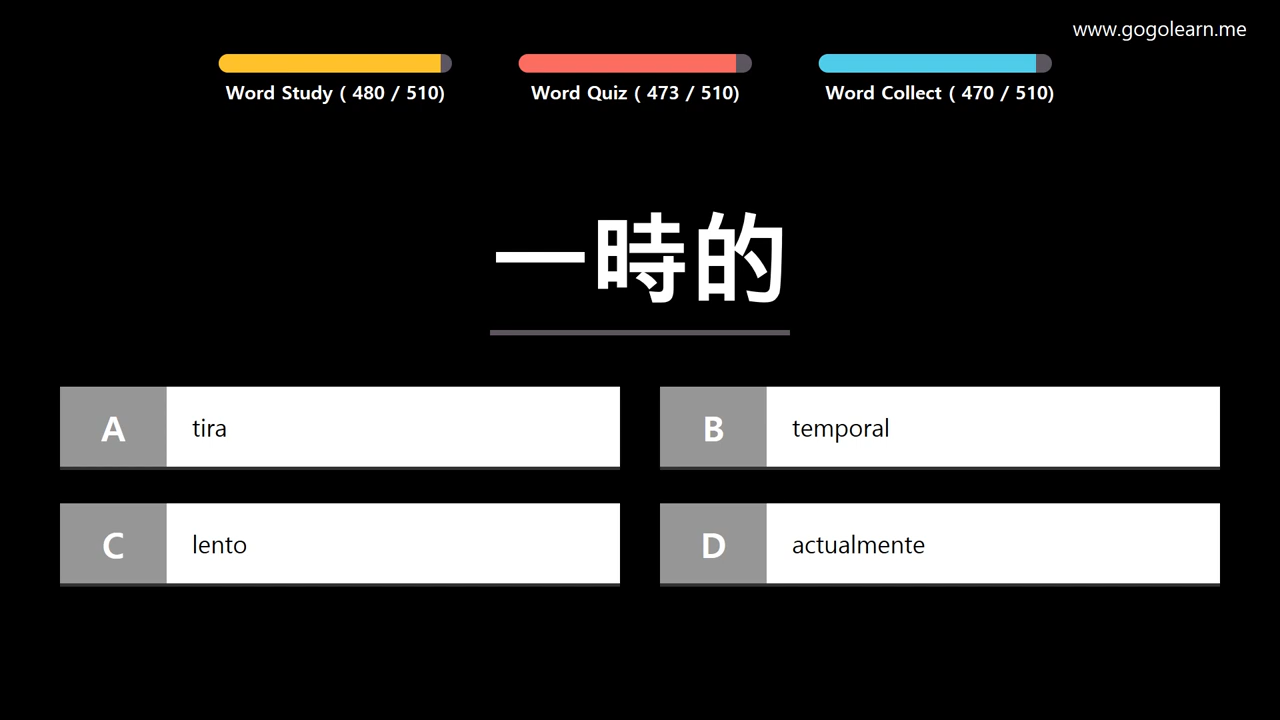 www.gogolearn.me
Word Study ( 480 / 510)
Word Quiz ( 473 / 510)
Word Collect ( 470 / 510)
一時的
A tira
B temporal
C lento
D actualmente